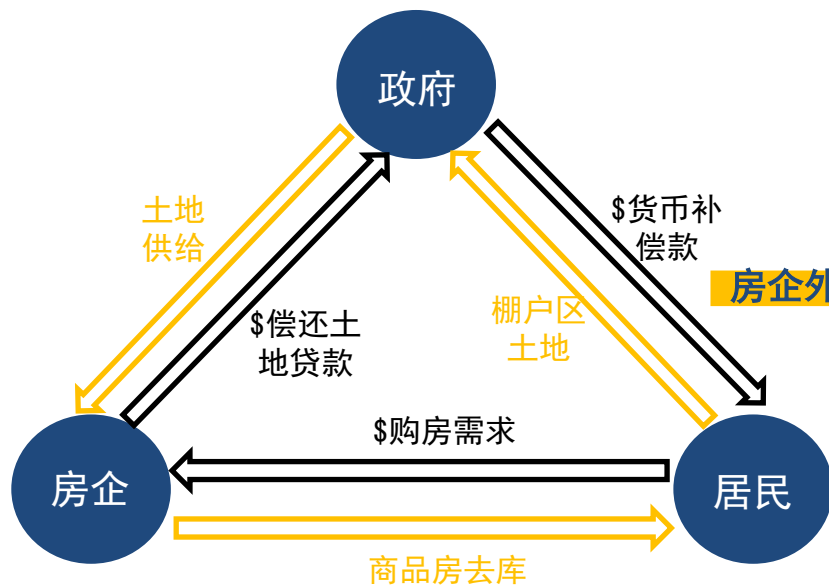 政府
土地
供给
$货币补
偿款
房企外
$偿还土
地贷款
棚户区
土地
$购房需求
房企
居民
商品房去库